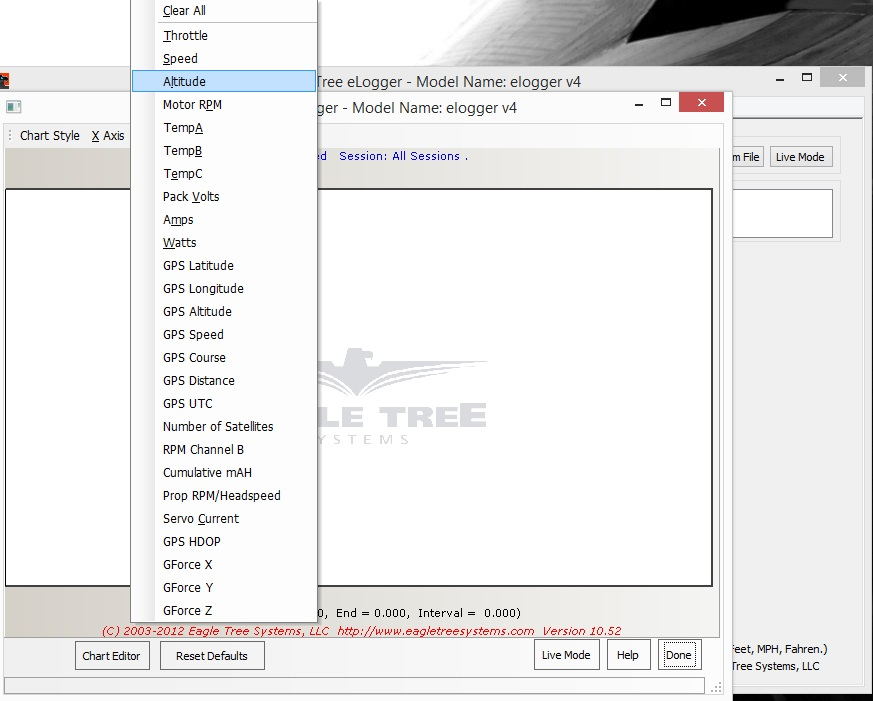 Clear All
Throttle
Speed
Altitude
Motor RPM
TempA
TempB
TempC
Pack Volts
Amps
Watts
GPS Latitude
GPS Longitude
GPS Altitude
GPS Speed
GPS Course
GPS Distance
GPS UTC
Number of Satellites
RPM Channel B
Cumulative mAH
Prop RPM/Headspeed
Servo Current
GPS HDOP
GForce X
GForce Y
GForce Z
Tree eLogger - Model Name: elogger v4
ger - Model Name: elogger v4
Chart Style X Axis
Session: All Sessions .
File Live Mode
TREE
YSTEMS
End = 0.000, Interval = 0.000)
(C) 2003-2012 Eagle Tree Systems, LLC http://www.eagletreesystems.com Version 10.52
Chart Editor Reset Defaults Live Mode Help Done
Feet, MPH, Fahren.)
Tree Systems, LLC